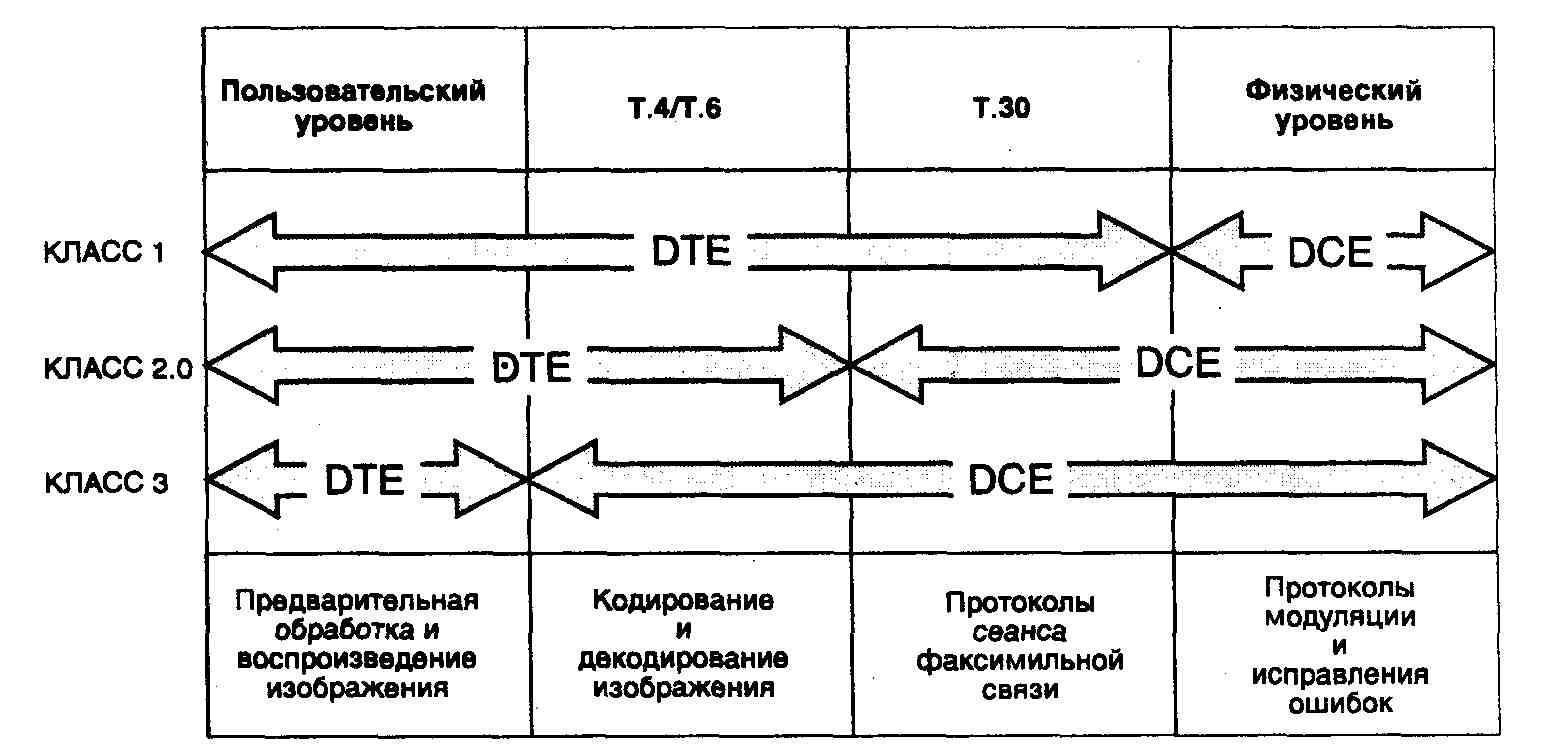 Пользовательский
уровень
Т.4/Т.6
Т.30
Физический
уровень
КЛАСС 1
DTE
DCE
КЛАСС 2.0
DTE
DCE
КЛАСС 3
DTE
DCE
Предварительная
обработка и
воспроизведение
изображения
Кодирование
и
декодирование
изображения
Протоколы
сеанса
факсимильной
связи
Протоколы
модуляции
и
исправления
ошибок